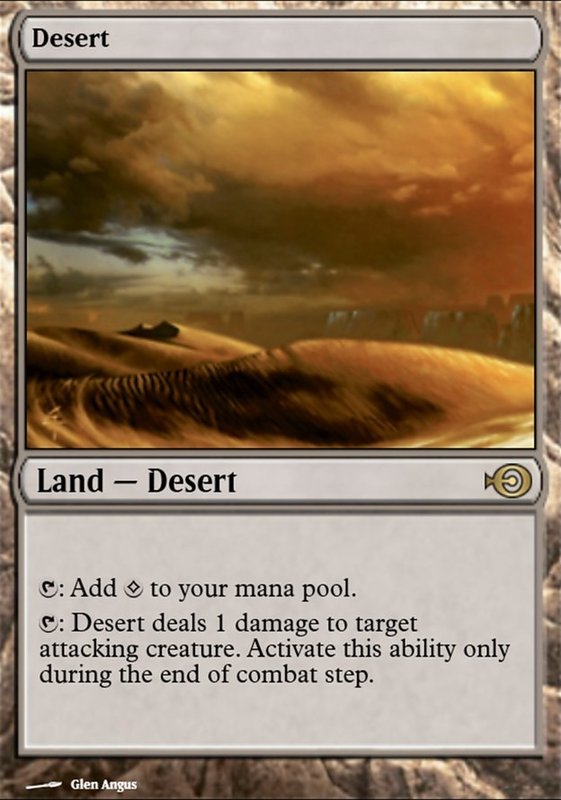 Desert
Land — Desert
: Add to your mana pool.
: Desert deals 1 damage to target
attacking creature. Activate this ability only
during the end of combat step.
Glen Angus